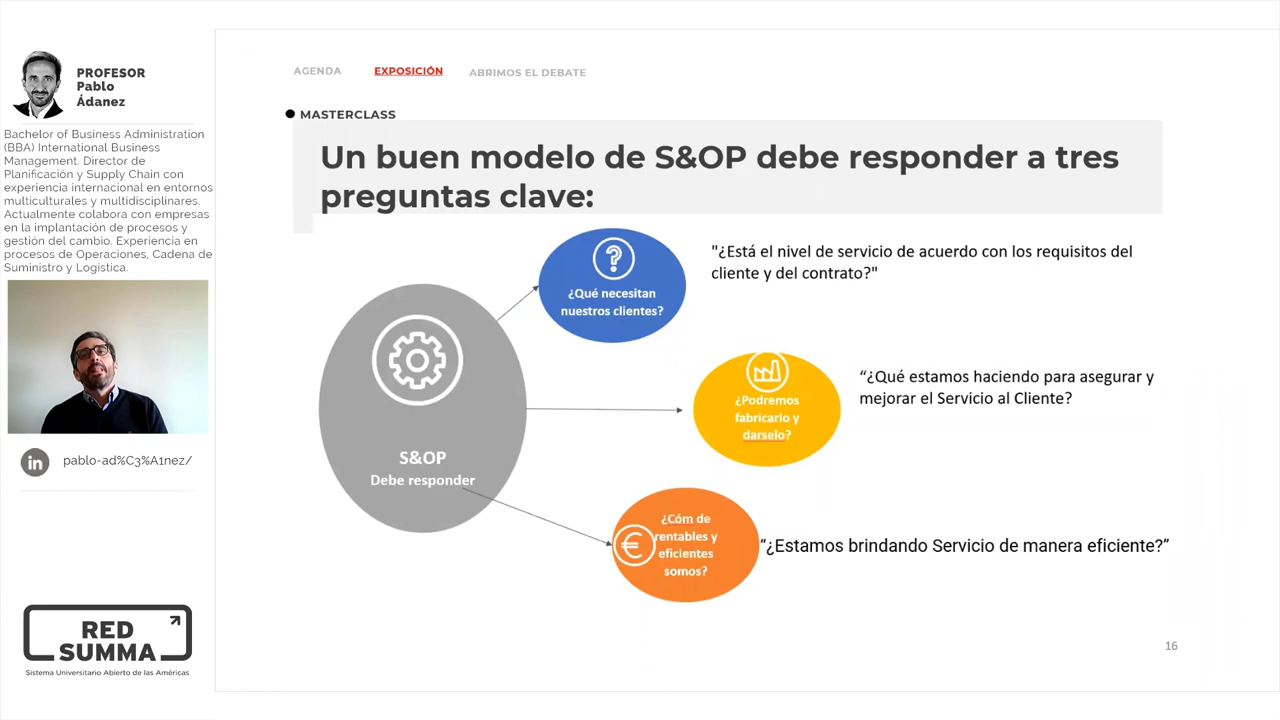 PROFESOR
Pablo
Ádanez
Bachelor of Business Administration
(BBA) International Business
Management. Director de
Planificación y Supply Chain con
experiencia internacional en entornos
multiculturales y multidisciplinares.
Actualmente colabora con empresas
en la implantación de procesos y
gestión del cambio. Experiencia en
procesos de Operaciones, Cadena de
Suministro y Logística.
in
pablo-ad%C3%A1nez/
RED
SUMMA
Sistema Universitario Abierto de las Américas
AGENDA
EXPOSICIÓN
ABRIMOS EL DEBATE
MASTERCLASS
Un buen modelo de S&OP debe responder a tres
preguntas clave:
S&OP
Debe responder
¿Qué necesitan
nuestros clientes?
"¿Está el nivel de servicio de acuerdo con los requisitos del
cliente y del contrato?"
¿Podremos
fabricarlo y
darselo?
“¿Qué estamos haciendo para asegurar y
mejorar el Servicio al Cliente?
¿Cóm de
rentables y
eficientes
somos?
€
“¿Estamos brindando Servicio de manera eficiente?”
16